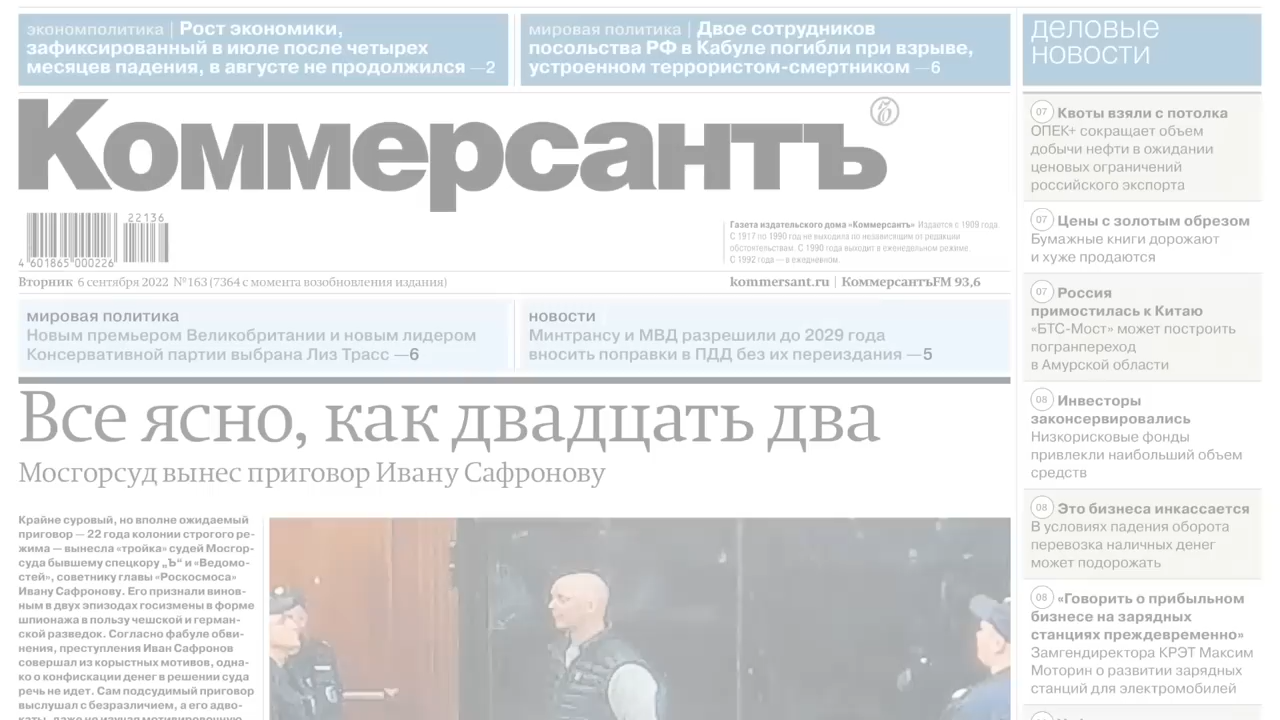 экономполитика | Рост экономики,
зафиксированный в июле после четырех
месяцев падения, в августе не продолжился —2
мировая политика | Двое сотрудников
посольства РФ в Кабуле погибли при взрыве,
устроенном террористом-смертником —6
деловые
новости
Коммерсантъ
22136
4 601865 000226
Газета издательского дома «Коммерсантъ» Издается с 1909 года.
С 1917 по 1990 год не выходила по независящим от редакции
обстоятельствам. С 1990 года выходит в еженедельном режиме.
С 1992 года — в ежедневном.
Вторник 6 сентября 2022 №163 (7364 с момента возобновления издания)
kommersant.ru | КоммерсантъFM 93,6
мировая политика
Новым премьером Великобритании и новым лидером
Консервативной партии выбрана Лиз Трасс —6
новости
Минтрансу и МВД разрешили до 2029 года
вносить поправки в ПДД без их переиздания —5
Все ясно, как двадцать два
Мосгорсуд вынес приговор Ивану Сафронову
Крайне суровый, но вполне ожидаемый
приговор — 22 года колонии строгого ре-
жима — вынесла «тройка» судей Мосгор-
суда бывшему спецкору „Ъ“ и «Ведомо-
стей», советнику главы «Роскосмоса»
Ивану Сафронову. Его признали винов-
ным в двух эпизодах госизмены в форме
шпионажа в пользу чешской и герман-
ской разведок. Согласно фабуле обви-
нения, преступления Иван Сафронов
совершал из корыстных мотивов, одна-
ко о конфискации денег в решении суда
речь не идет. Сам подсудимый приговор
выслушал с безразличием, а его адво-
каты, даже не изучая мотивировочную
07 Квоты взяли с потолка
ОПЕК+ сокращает объем
добычи нефти в ожидании
ценовых ограничений
российского экспорта
07 Цены с золотым обрезом
Бумажные книги дорожают
и хуже продаются
07 Россия
примостилась к Китаю
«БТС-Мост» может построить
погранпереход
в Амурской области
08 Инвесторы
законсервировались
Низкорисковые фонды
привлекли наибольший объем
средств
08 Это бизнеса инкассается
В условиях падения оборота
перевозка наличных денег
может подорожать
08 «Говорить о прибыльном
бизнесе на зарядных
станциях преждевременно»
Замгендиректора КРЭТ Максим
Моторин о развитии зарядных
станций для электромобилей